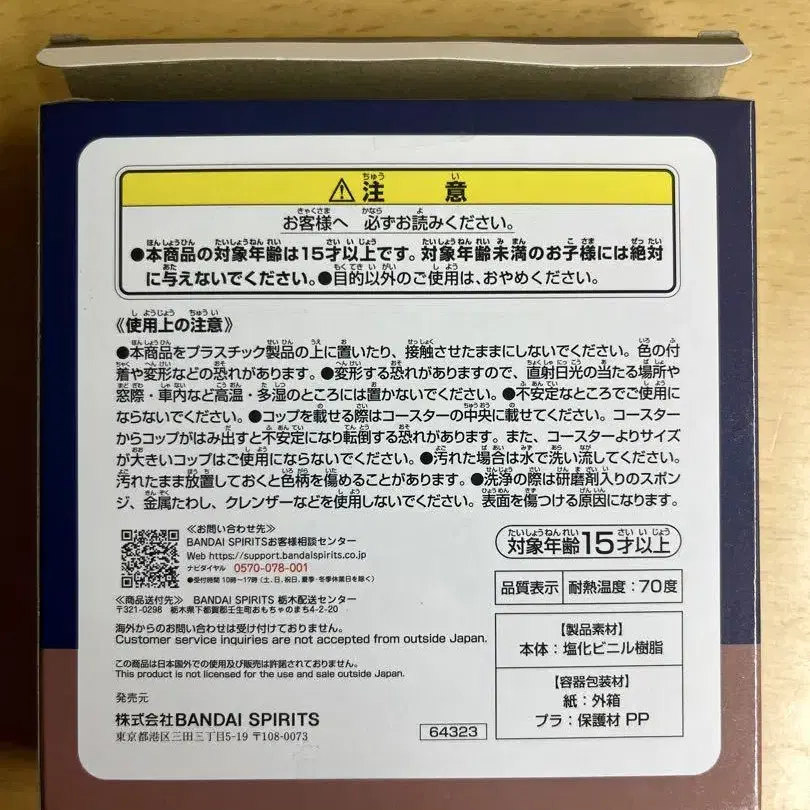 ⚠注 意
お客様へ 必ずお読みください。
●本商品の対象年齢は15才以上です。対象年齢未満のお子様には絶対
に与えないでください。●目的以外のご使用は、おやめください。
《使用上の注意》
●本商品をプラスチック製品の上に置いたり、接触させたままにしないでください。色の付
着や変形などの恐れがあります。●変形する恐れがありますので、直射日光の当たる場所や
窓際・車内など高温・多湿のところには置かないでください。●不安定なところでご使用に
ならないでください。●コップを載せる際はコースターの中央に載せてください。コースター
からコップがはみ出すと不安定になり転倒する恐れがあります。また、コースターよりサイズ
が大きいコップはご使用にならないでください。●汚れた場合は水で洗い流してください。
汚れたまま放置しておくと色柄を傷めることがあります。●洗浄の際は研磨剤入りのスポン
ジ、金属たわし、クレンザーなどを使用しないでください。表面を傷つける原因になります。
≪お問い合わせ先≫
BANDAI SPIRITSお客様相談センター
Web https://support.bandaispirits.co.jp
ナビダイヤル 0570-078-001
●受付時間 10時〜17時(土、日、祝日、夏季・冬季休業日を除く)
対象年齢15才以上
品質表示 耐熱温度:70度
≪商品送付先≫ BANDAI SPIRITS 栃木配送センター
〒321-0298 栃木県下都賀郡壬生町おもちゃのまち4-2-20
海外からのお問い合わせは受け付けておりません。
Customer service inquiries are not accepted from outside Japan.
この商品は日本国外での使用及び販売は許諾されておりません。
This product is not licensed for the use and sale outside Japan.
【製品素材】
本体:塩化ビニル樹脂
【容器包装材】
紙:外箱
プラ:保護材 PP
発売元
株式会社BANDAI SPIRITS
東京都港区三田三丁目5-19 〒108-0073
64323